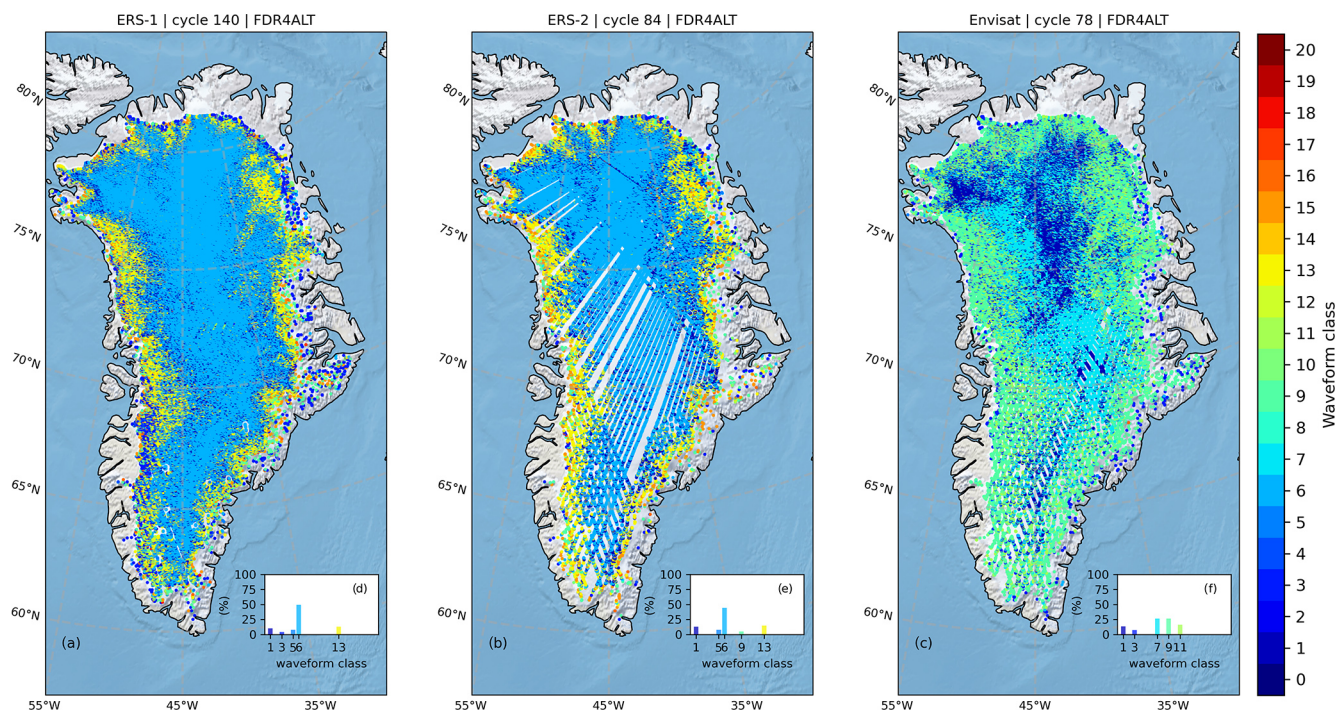 ERS-1 | cycle 140 | FDR4ALT
80°N
75°N
70°N
65°N
60°N
55°W
45°W
35°W
(a)
(d)
100
75
50
25
0
(%)
1 3 56 13
waveform class
ERS-2 | cycle 84 | FDR4ALT
80°N
75°N
70°N
65°N
60°N
55°W
45°W
35°W
(b)
(e)
100
75
50
25
0
(%)
1 56 9 13
waveform class
Envisat | cycle 78 | FDR4ALT
80°N
75°N
70°N
65°N
60°N
55°W
45°W
35°W
(c)
(f)
100
75
50
25
0
(%)
1 3 7 9 11
waveform class
20
19
18
17
16
15
14
13
12
11
10
9
8
7
6
5
4
3
2
1
0
Waveform class